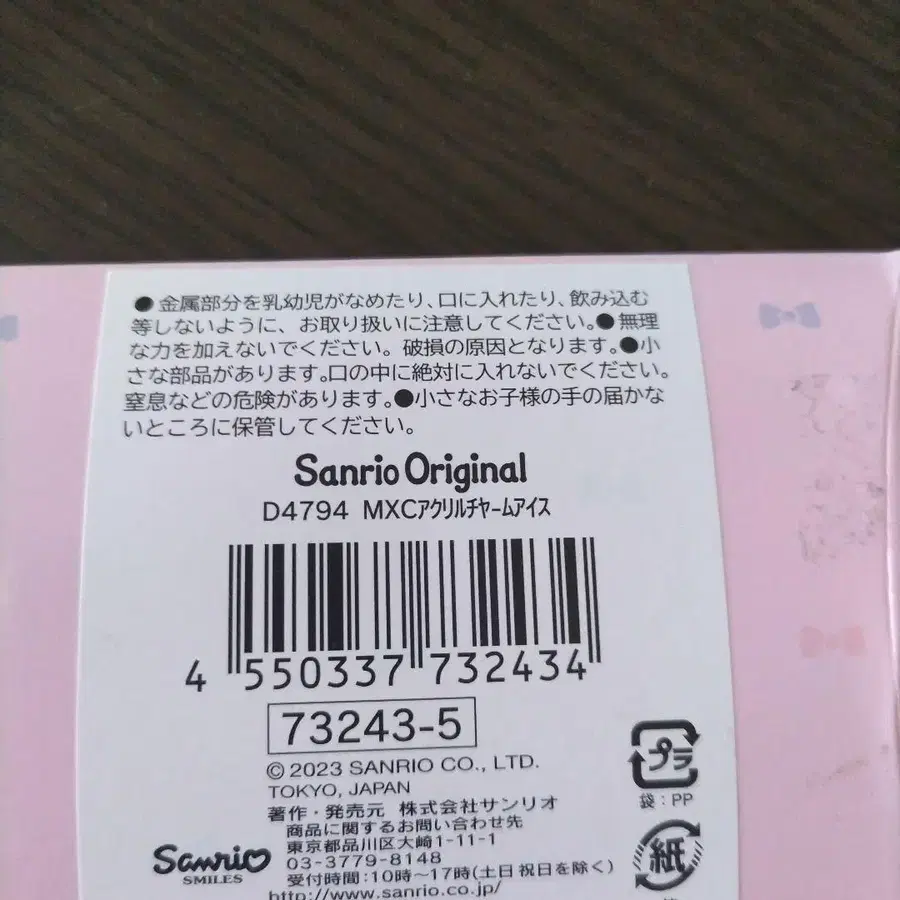 ● 金属部分を乳幼児がなめたり、口に入れたり、飲み込む
等しないように、お取り扱いに注意してください。●無理
な力を加えないでください。破損の原因となります。●小
さな部品があります。口の中に絶対に入れないでください。
窒息などの危険があります。●小さなお子様の手の届かな
いところに保管してください。
Sanrio Original
D4794 MXCアクリルチャームアイス
4 550337 732434
73243-5
© 2023 SANRIO CO., LTD.
TOKYO, JAPAN
著作・発売元 株式会社サンリオ
商品に関するお問い合わせ先
東京都品川区大崎1-11-1
03-3779-8148
受付時間:10時～17時(土日祝日を除く)
http://www.sanrio.co.jp/
Sanrio
SMILES
プラ
袋:PP
紙